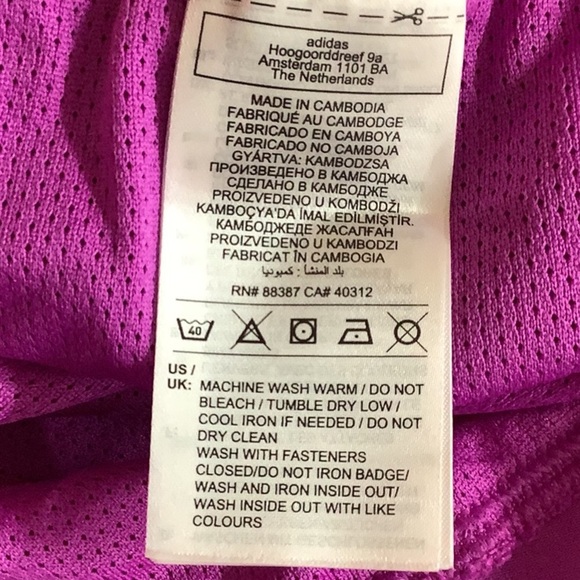 adidas
Hoogoorddreef 9a
Amsterdam 1101 BA
The Netherlands
MADE IN CAMBODIA
FABRIQUÉ AU CAMBODGE
FABRICADO EN CAMBOYA
FABRICADO NO CAMBOJA
GYÁRTVA: KAMBODZSA
ПРОИЗВЕДЕНО В КАМБОДЖА
СДЕЛАНО В КАМБОДЖЕ
PROIZVEDENO U KOMBODŽI
KAMBOÇYA'DA İMAL EDİLMİŞTİR.
КАМБОДЖЕДЕ ЖАСАЛҒАН
PROIZVEDENO U KAMBODZI
FABRICAT ÎN CAMBOGIA
بلد المنشأ : كمبوديا
RN# 88387 CA# 40312
40
US /
UK: MACHINE WASH WARM / DO NOT
BLEACH / TUMBLE DRY LOW /
COOL IRON IF NEEDED / DO NOT
DRY CLEAN
WASH WITH FASTENERS
CLOSED/DO NOT IRON BADGE/
WASH AND IRON INSIDE OUT/
WASH INSIDE OUT WITH LIKE
COLOURS